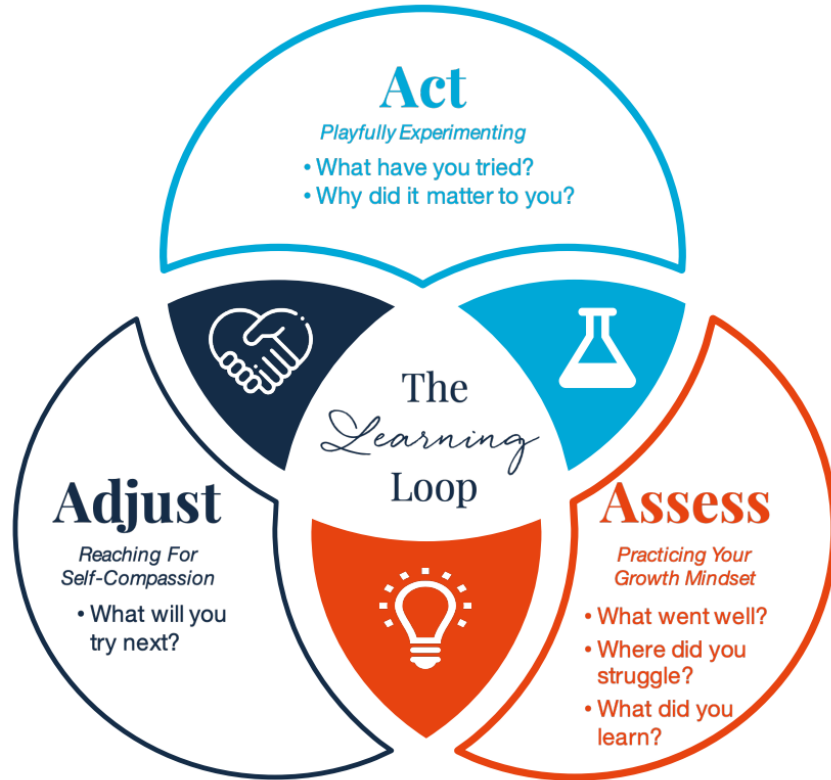 Act
Playfully Experimenting
• What have you tried?
• Why did it matter to you?
The
Learning
Loop
Adjust
Reaching For
Self-Compassion
• What will you
try next?
Assess
Practicing Your
Growth Mindset
• What went well?
• Where did you
struggle?
• What did you
learn?